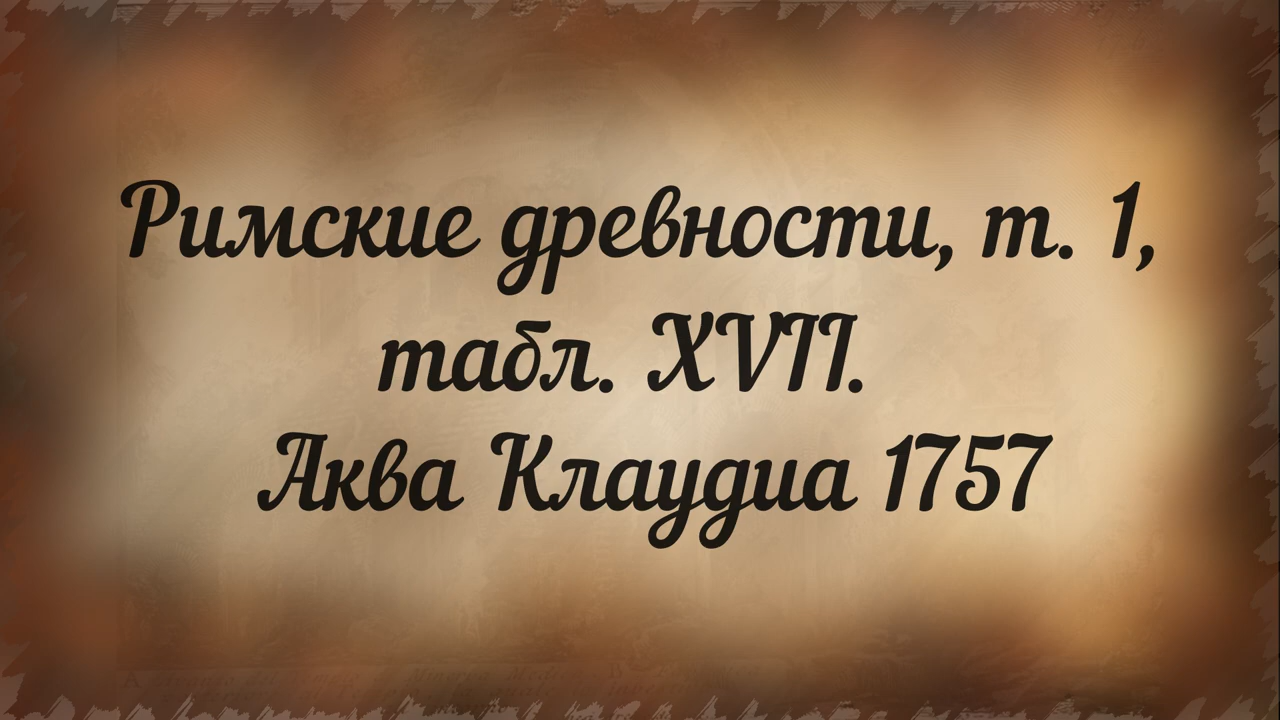 Римские древности, т. 1,
табл. XVII.
Аква Клаудиа 1757